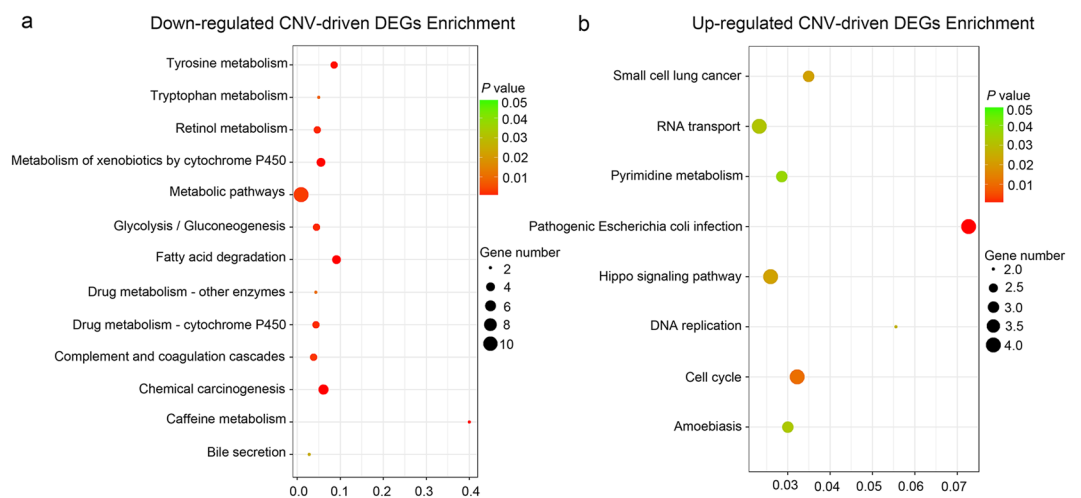 a
Down-regulated CNV-driven DEGs Enrichment
Tyrosine metabolism
Tryptophan metabolism
Retinol metabolism
Metabolism of xenobiotics by cytochrome P450
Metabolic pathways
Glycolysis / Gluconeogenesis
Fatty acid degradation
Drug metabolism - other enzymes
Drug metabolism - cytochrome P450
Complement and coagulation cascades
Chemical carcinogenesis
Caffeine metabolism
Bile secretion
0.0 0.1 0.2 0.3 0.4
P value
0.05
0.04
0.03
0.02
0.01
Gene number
2
4
6
8
10
b
Up-regulated CNV-driven DEGs Enrichment
Small cell lung cancer
RNA transport
Pyrimidine metabolism
Pathogenic Escherichia coli infection
Hippo signaling pathway
DNA replication
Cell cycle
Amoebiasis
0.03 0.04 0.05 0.06 0.07
P value
0.05
0.04
0.03
0.02
0.01
Gene number
2.0
2.5
3.0
3.5
4.0